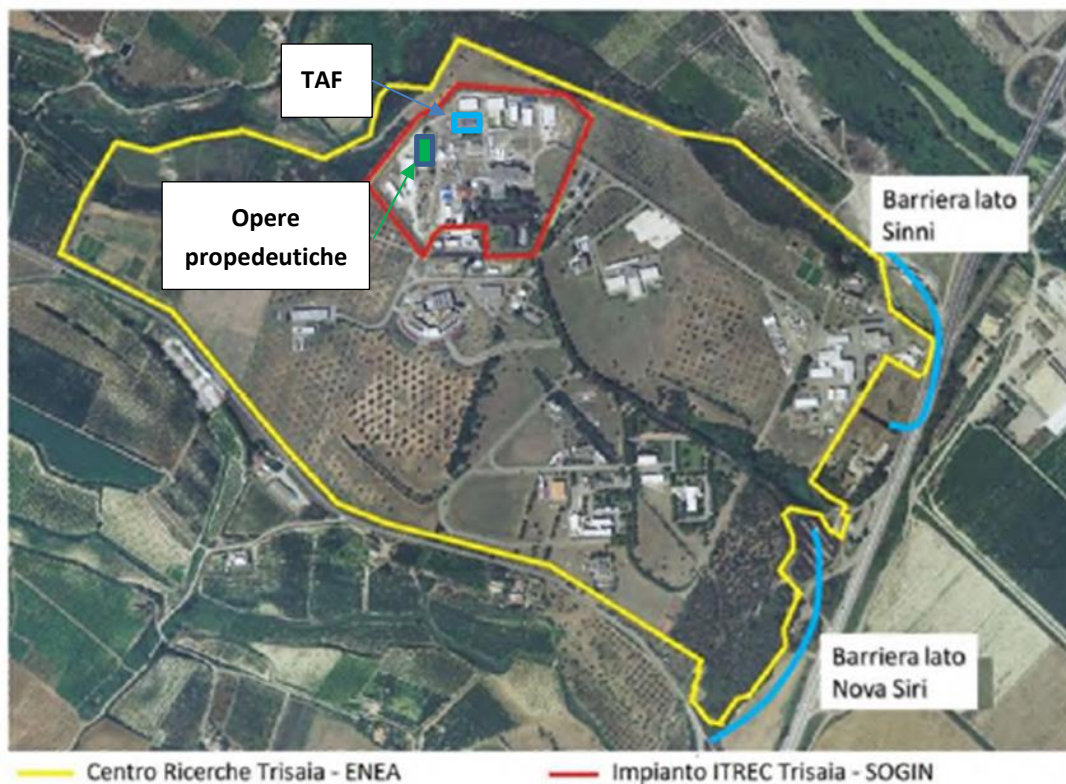 TAF
Opere
propedeutiche
Barriera lato
Sinni
Barriera lato
Nova Siri
Centro Ricerche Trisaia - ENEA
Impianto ITREC Trisaia - SOGIN